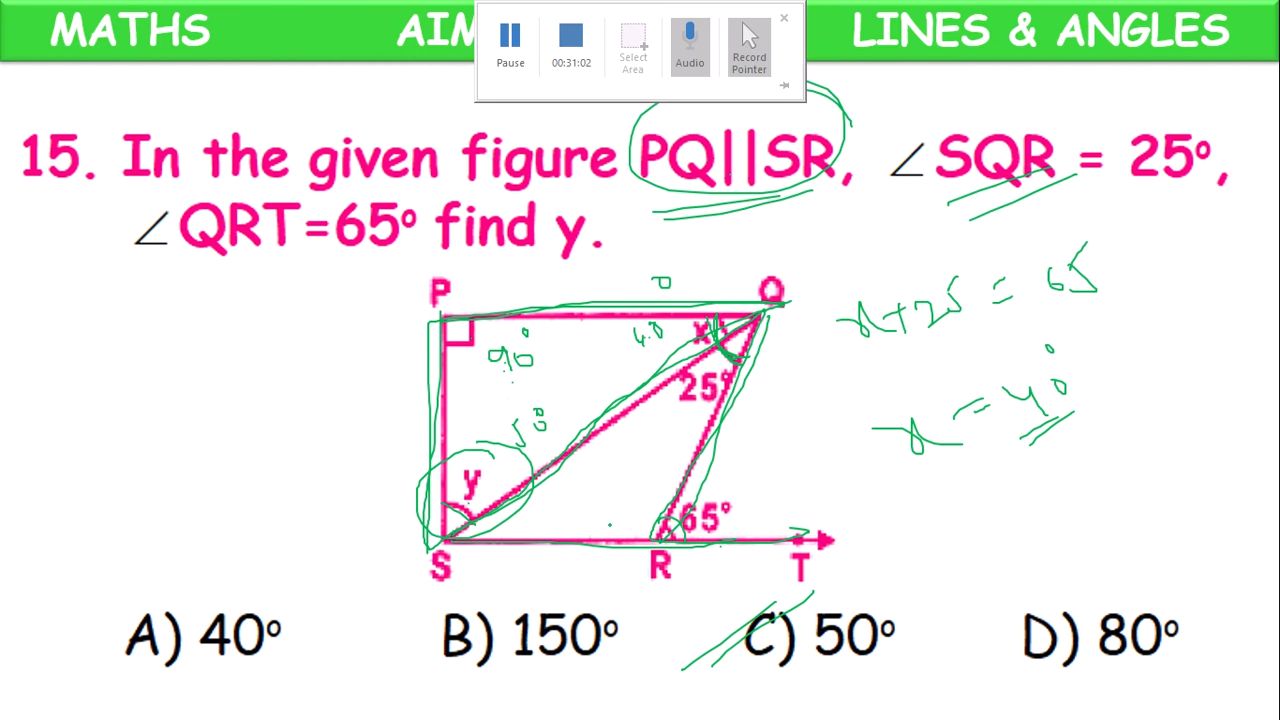 MATHS AIM LINES & ANGLES
Pause 00:31:02 Select Area Audio Record Pointer
15. In the given figure PQ||SR, ∠SQR = 25°,
∠QRT=65° find y.
P Q
x
25°
y
65°
S R T
90°
40
50°
x+25 = 65
x = 40
A) 40° B) 150° C) 50° D) 80°